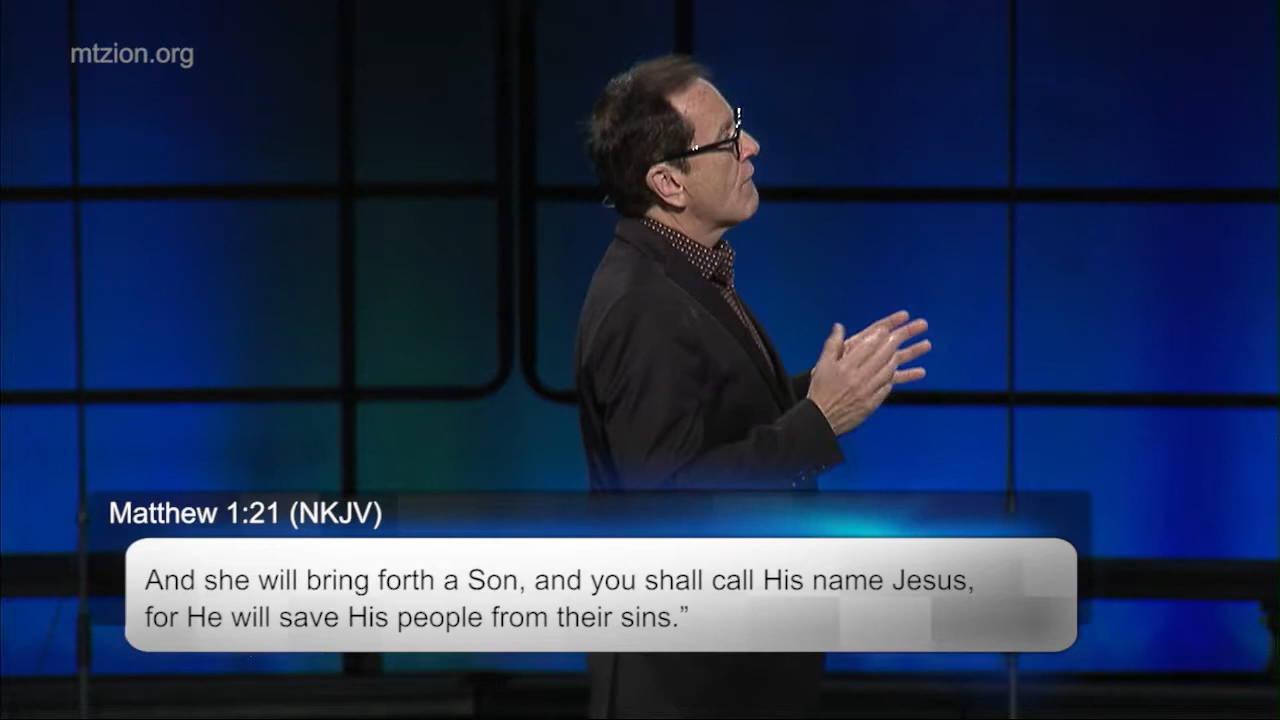 mtzion.org
Matthew 1:21 (NKJV)
And she will bring forth a Son, and you shall call His name Jesus,
for He will save His people from their sins.”